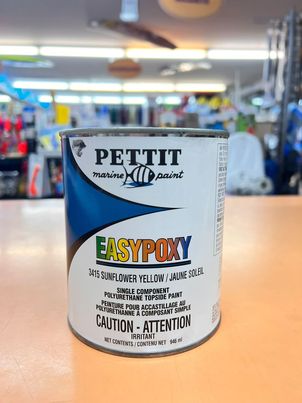 PETTIT
marine paint
EASYPOXY
3415 SUNFLOWER YELLOW / JAUNE SOLEIL
SINGLE COMPONENT
POLYURETHANE TOPSIDE PAINT
PEINTURE POUR ACCASTILLAGE AU
POLYURÉTHANNE A COMPOSANT SIMPLE
CAUTION - ATTENTION
IRRITANT
NET CONTENTS / CONTENU NET 946 ml